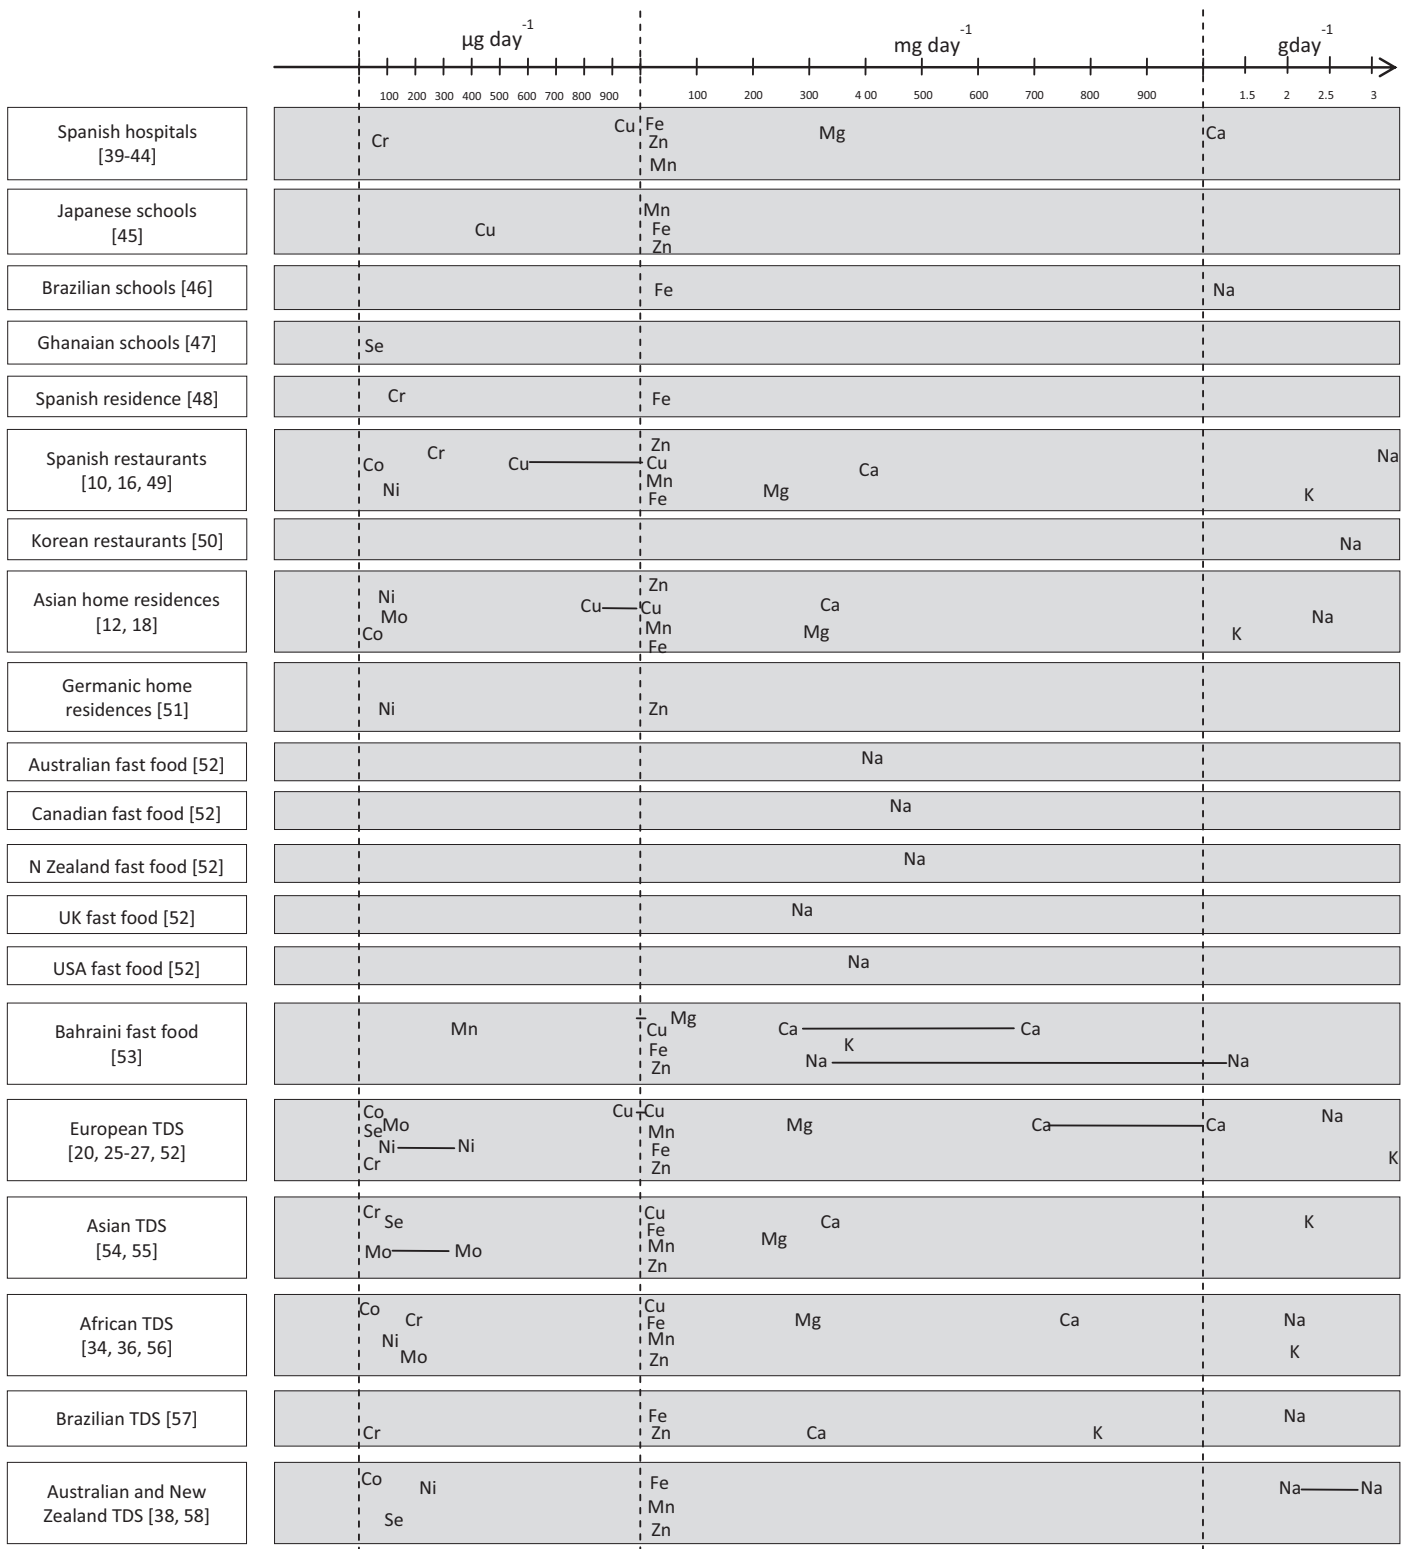 µg day-1 mg day-1 gday-1
100 200 300 400 500 600 700 800 900 100 200 300 4 00 500 600 700 800 900 1.5 2 2.5 3
Spanish hospitals
[39-44]
Cr Cu Fe Zn Mn Mg Ca
Japanese schools
[45]
Cu Mn Fe Zn
Brazilian schools [46]
Fe Na
Ghanaian schools [47]
Se
Spanish residence [48]
Cr Fe
Spanish restaurants
[10, 16, 49]
Co Cr Ni Cu Zn Cu Mn Fe Mg Ca K Na
Korean restaurants [50]
Na
Asian home residences
[12, 18]
Ni Mo Co Cu Zn Cu Mn Fe Ca Mg K Na
Germanic home
residences [51]
Ni Zn
Australian fast food [52]
Na
Canadian fast food [52]
Na
N Zealand fast food [52]
Na
UK fast food [52]
Na
USA fast food [52]
Na
Bahraini fast food
[53]
Mn Mg Cu Fe Zn Ca Ca K Na Na
European TDS
[20, 25-27, 52]
Co Se Mo Ni Ni Cr Cu Cu Mn Fe Zn Mg Ca Ca Na K
Asian TDS
[54, 55]
Cr Se Mo Mo Cu Fe Mn Zn Mg Ca K
African TDS
[34, 36, 56]
Co Cr Ni Mo Cu Fe Mn Zn Mg Ca Na K
Brazilian TDS [57]
Cr Fe Zn Ca K Na
Australian and New
Zealand TDS [38, 58]
Co Ni Se Fe Mn Zn Na Na